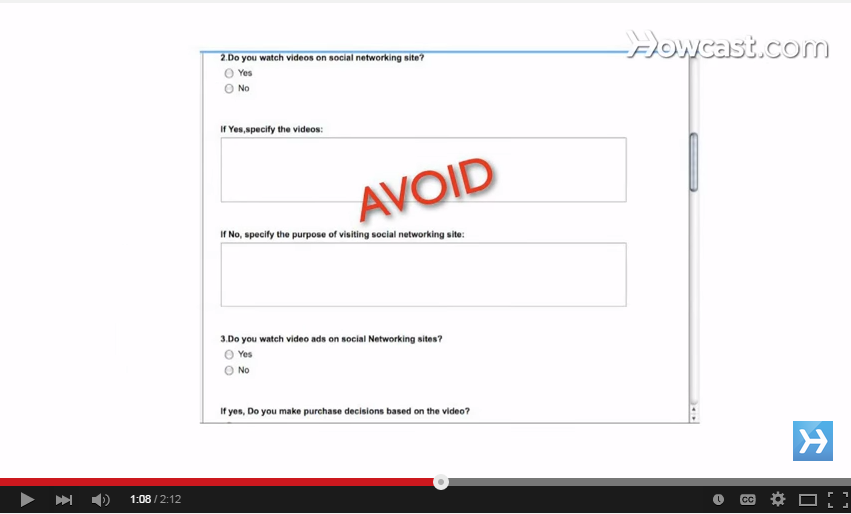 Howcast.com
2.Do you watch videos on social networking site?
Yes
No
If Yes,specify the videos:
AVOID
If No, specify the purpose of visiting social networking site:
3.Do you watch video ads on social Networking sites?
Yes
No
If yes, Do you make purchase decisions based on the video?
1:08 / 2:12
CC